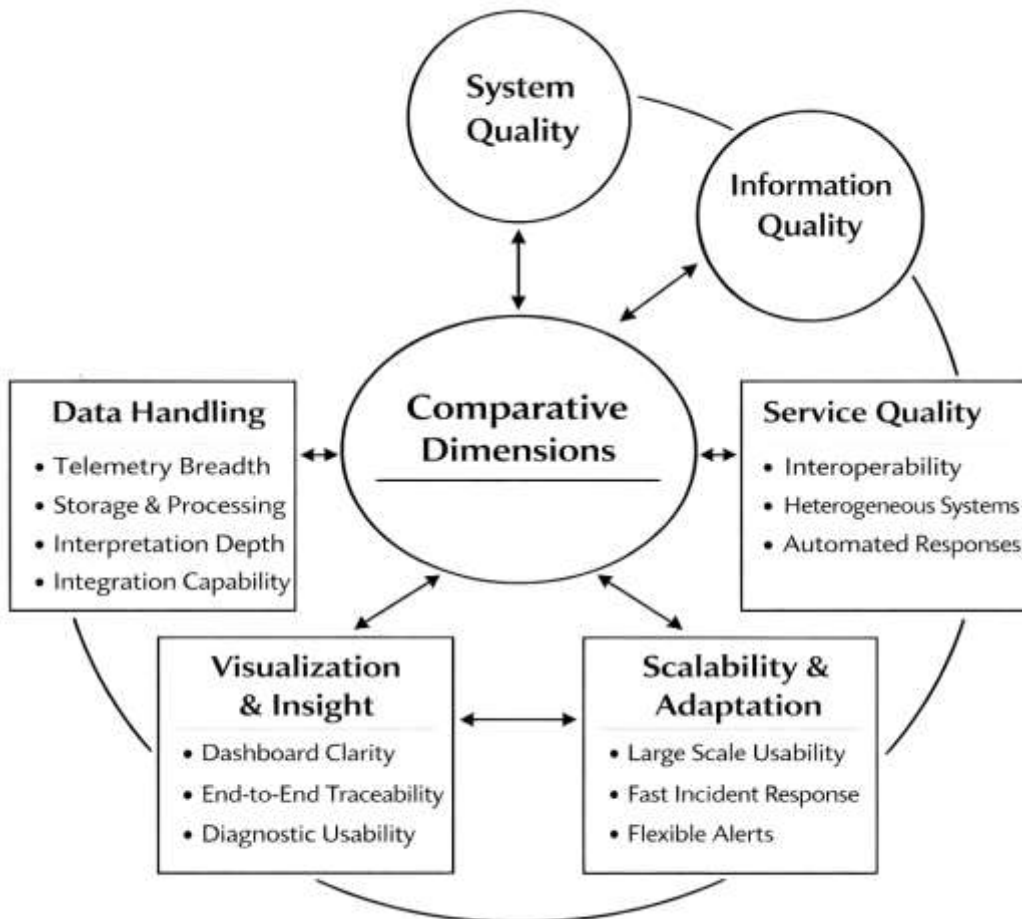 System
Quality
Information
Quality
Comparative
Dimensions
Data Handling
• Telemetry Breadth
• Storage & Processing
• Interpretation Depth
• Integration Capability
Service Quality
• Interoperability
• Heterogeneous Systems
• Automated Responses
Visualization
& Insight
• Dashboard Clarity
• End-to-End Traceability
• Diagnostic Usability
Scalability &
Adaptation
• Large Scale Usability
• Fast Incident Response
• Flexible Alerts